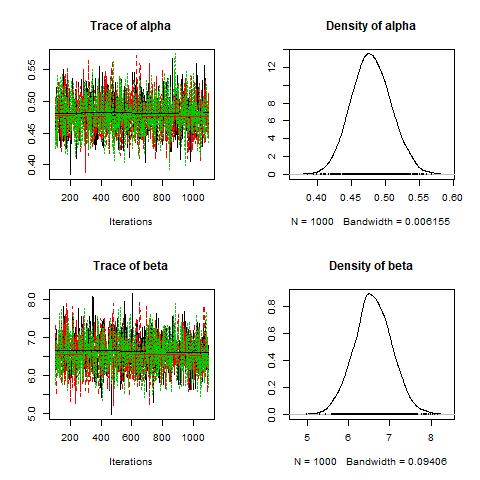 Trace of alpha
0.40 0.45 0.50 0.55
200 400 600 800 1000
Iterations
Density of alpha
0 2 4 6 8 12
0.40 0.45 0.50 0.55 0.60
N = 1000 Bandwidth = 0.006155
Trace of beta
5.0 6.0 7.0 8.0
200 400 600 800 1000
Iterations
Density of beta
0.0 0.2 0.4 0.6 0.8
5 6 7 8
N = 1000 Bandwidth = 0.09406